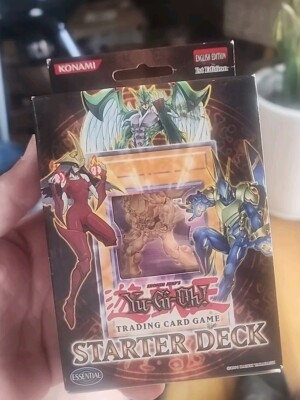 KONAMI
ENGLISH EDITION
1st Edition
Yu-Gi-Oh!
TRADING CARD GAME
STARTER DECK
ESSENTIAL